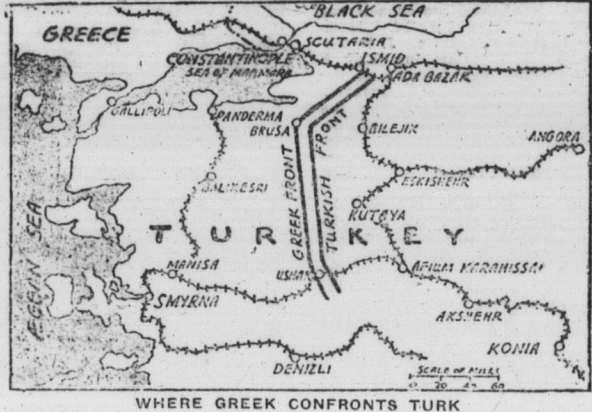 BLACK SEA
GREECE
SCUTARIA
CONSTANTINOPLE
SEA OF MARMORA
ISMID
ADA BAZAR
GALLIPOLI
PANDERMA
BRUSA
BILEJIK
ANGORA
BALIKESRI
GREEK FRONT
TURKISH FRONT
ESKISHEHR
KUTAYA
TURKEY
EGEAN SEA
MANISA
USHAK
AFIUM KARAHISSAR
SMYRNA
AKSHEHR
KONIA
DENIZLI
SCALE OF MILES
0 20 40 60
WHERE GREEK CONFRONTS TURK